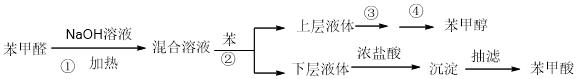 苯甲醛 NaOH溶液 ① 加热 混合溶液 苯 ②
上层液体 ③ ④ 苯甲醇
下层液体 浓盐酸 沉淀 抽滤 苯甲酸